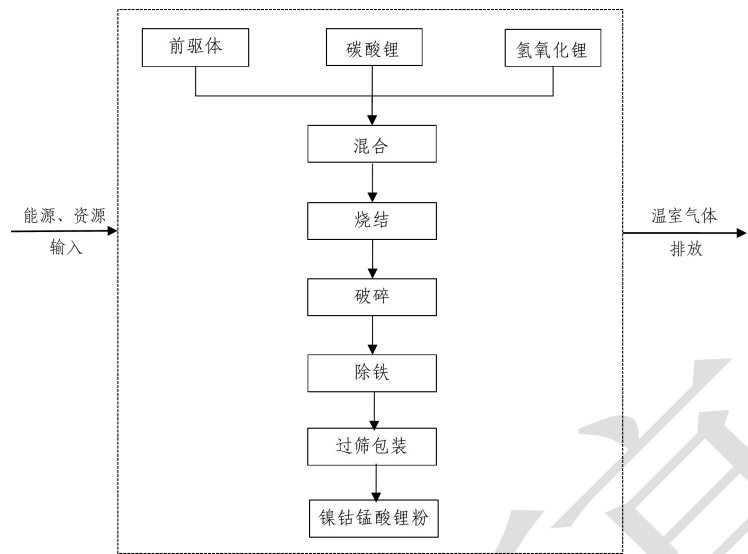 前驱体
碳酸锂
氢氧化锂
混合
能源、资源
输入
烧结
温室气体
排放
破碎
除铁
过筛包装
镍钴锰酸锂粉